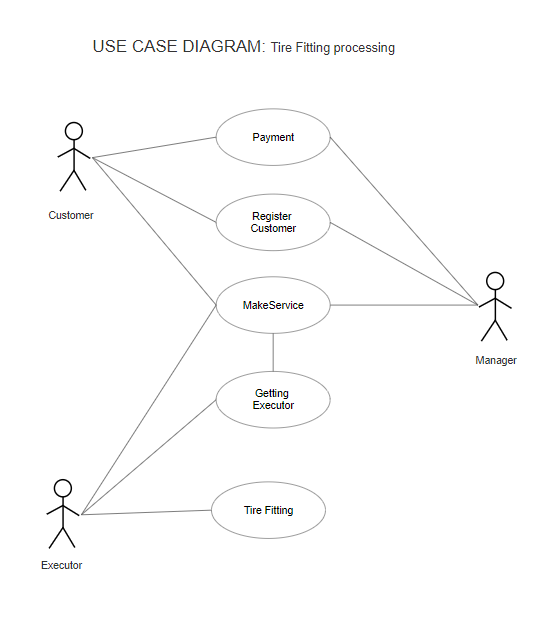 USE CASE DIAGRAM: Tire Fitting processing
Payment
Customer
Register
Customer
MakeService
Manager
Getting
Executor
Tire Fitting
Executor